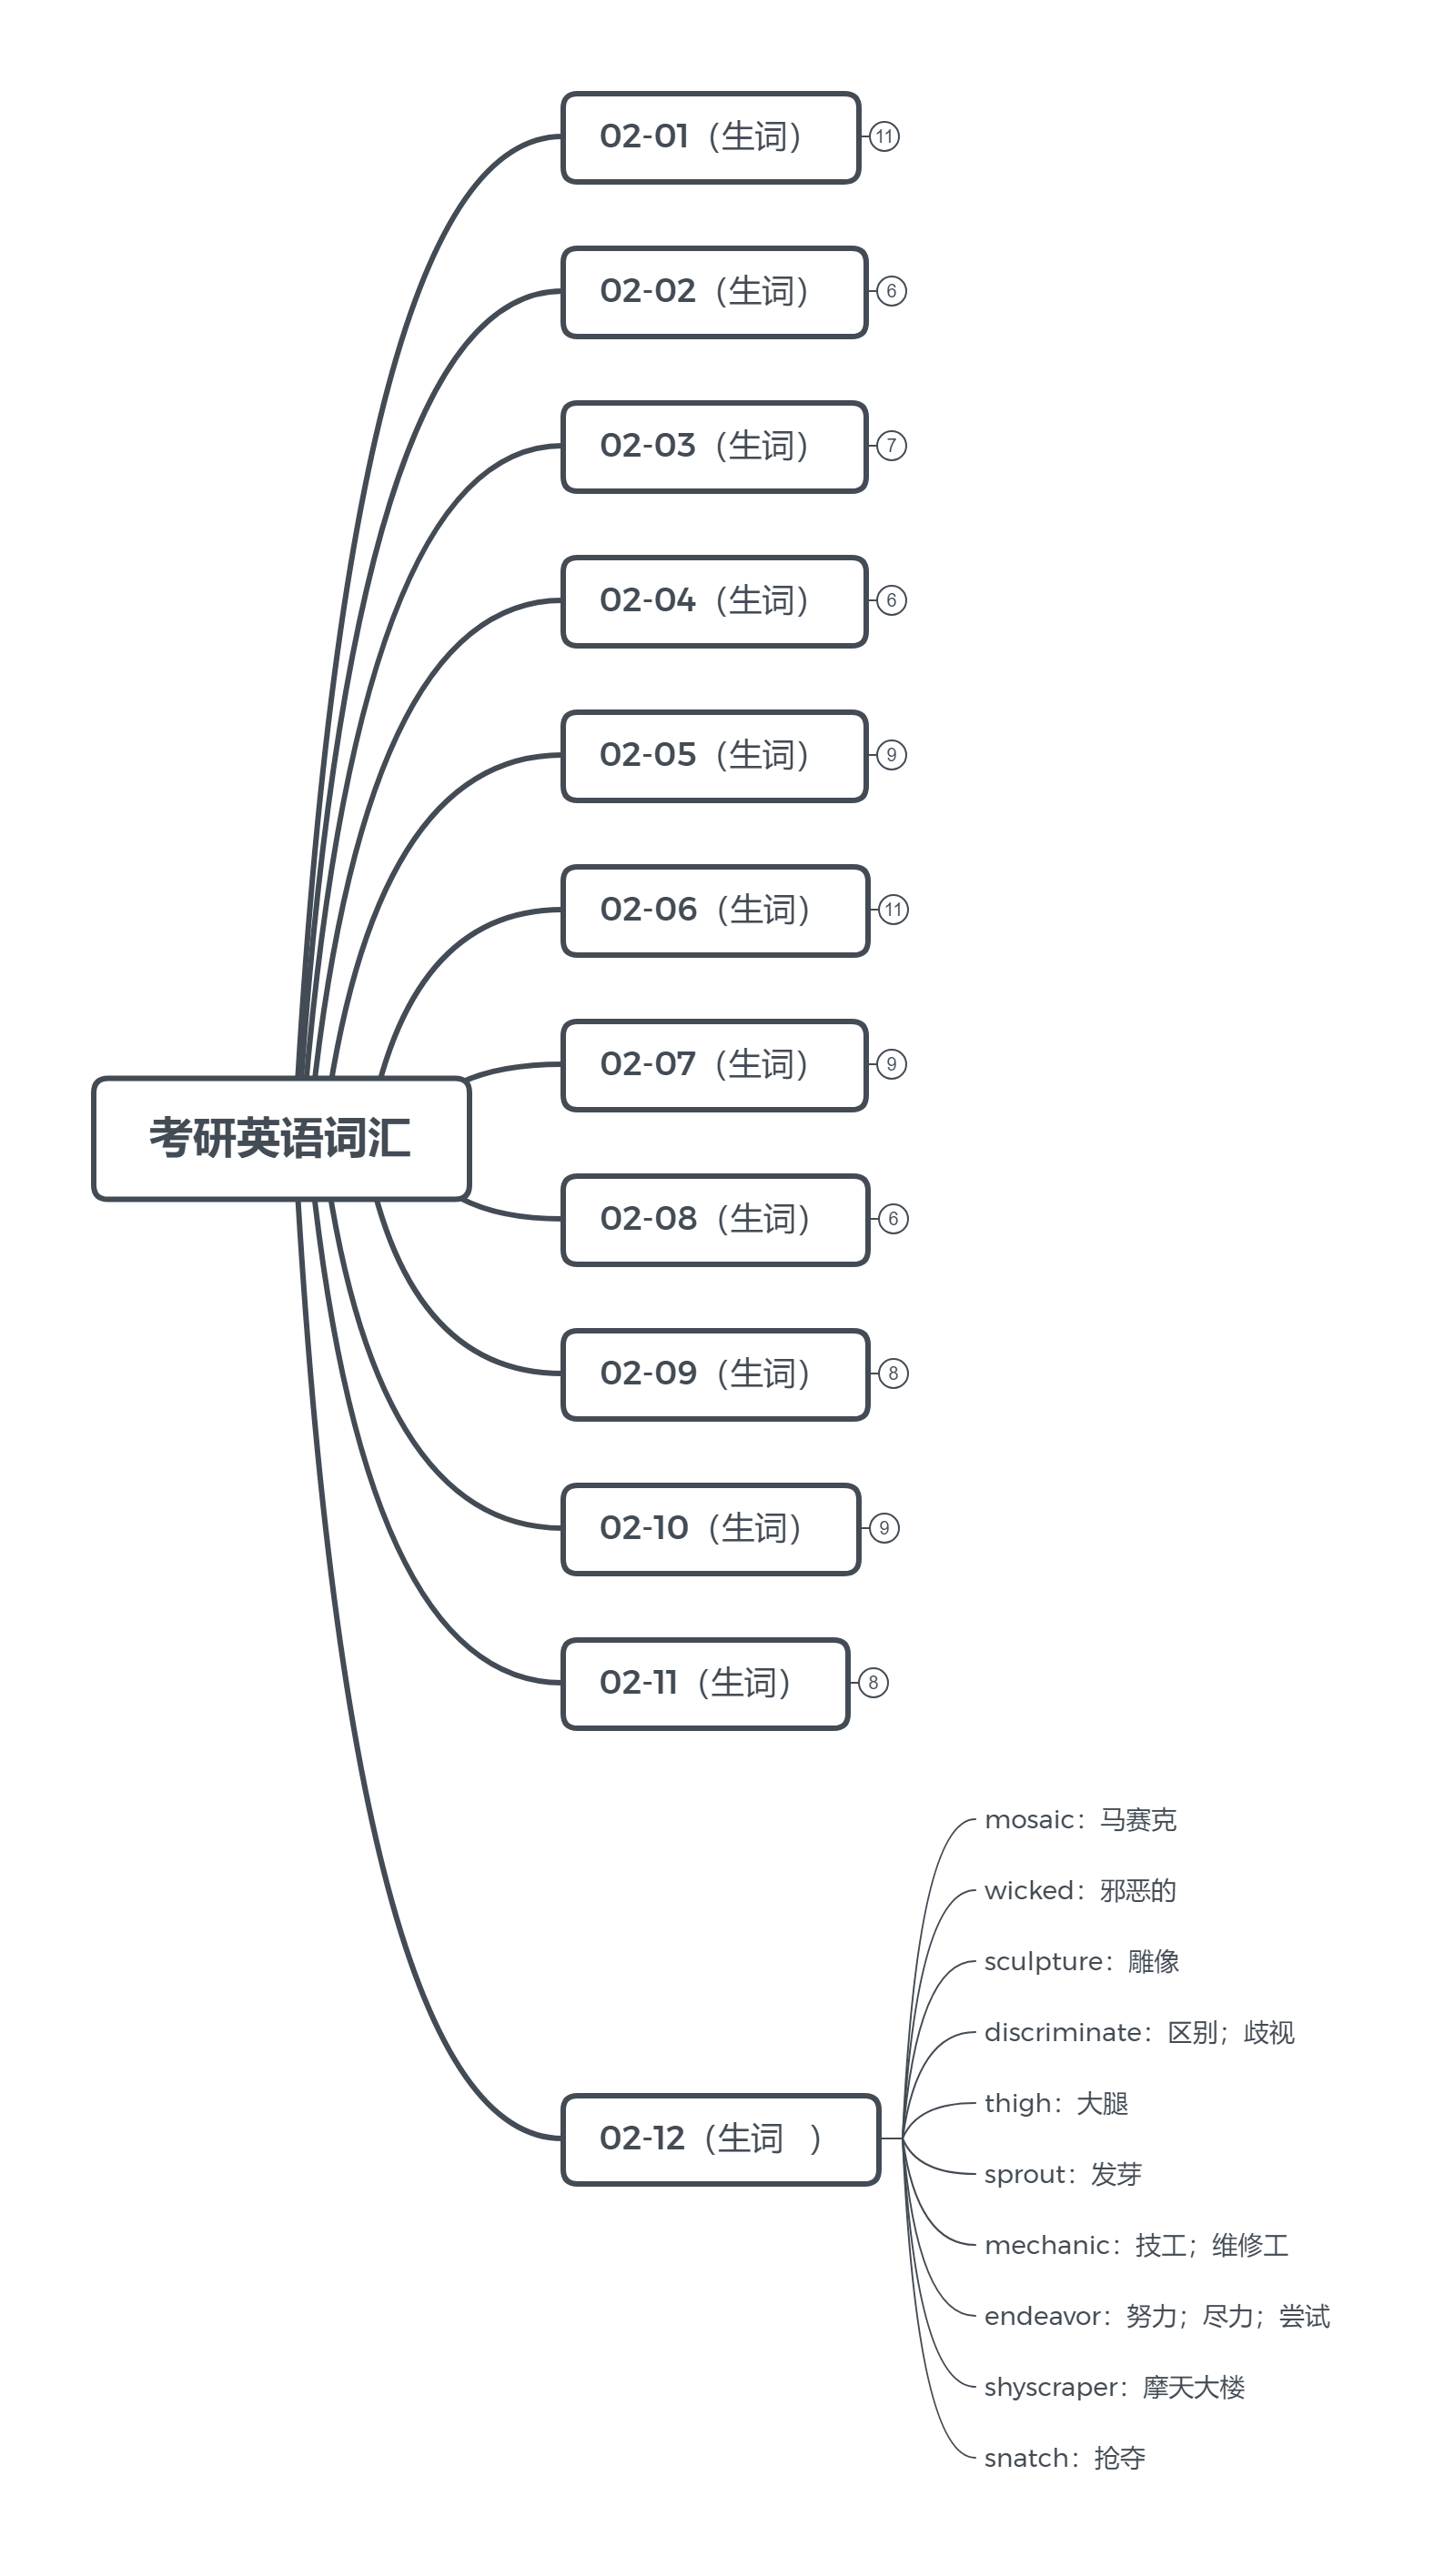 02-01（生词）
11
02-02（生词）
6
02-03（生词）
7
02-04（生词）
6
02-05（生词）
9
02-06（生词）
11
02-07（生词）
9
考研英语词汇
02-08（生词）
6
02-09（生词）
8
02-10（生词）
9
02-11（生词）
8
02-12（生词 ）
mosaic：马赛克
wicked：邪恶的
sculpture：雕像
discriminate：区别；歧视
thigh：大腿
sprout：发芽
mechanic：技工；维修工
endeavor：努力；尽力；尝试
shyscraper：摩天大楼
snatch：抢夺